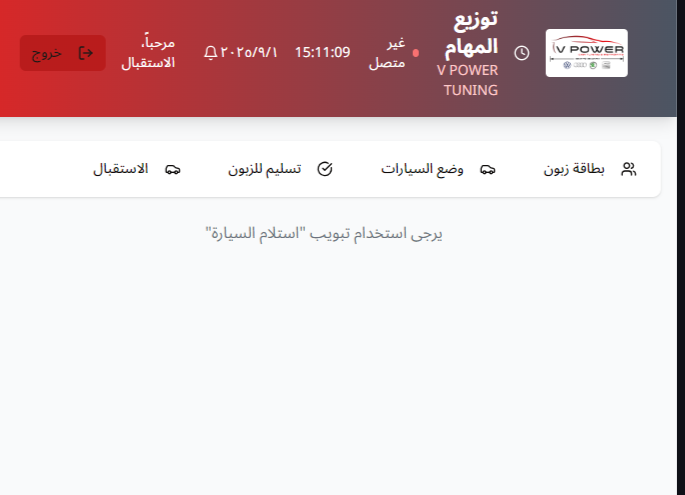 V POWER
توزيع
المهام
V POWER
TUNING
غير
متصل
15:11:09
٢٠٢٥/٩/١
مرحباً،
الاستقبال
خروج
بطاقة زبون
وضع السيارات
تسليم للزبون
الاستقبال
يرجى استخدام تبويب "استلام السيارة"